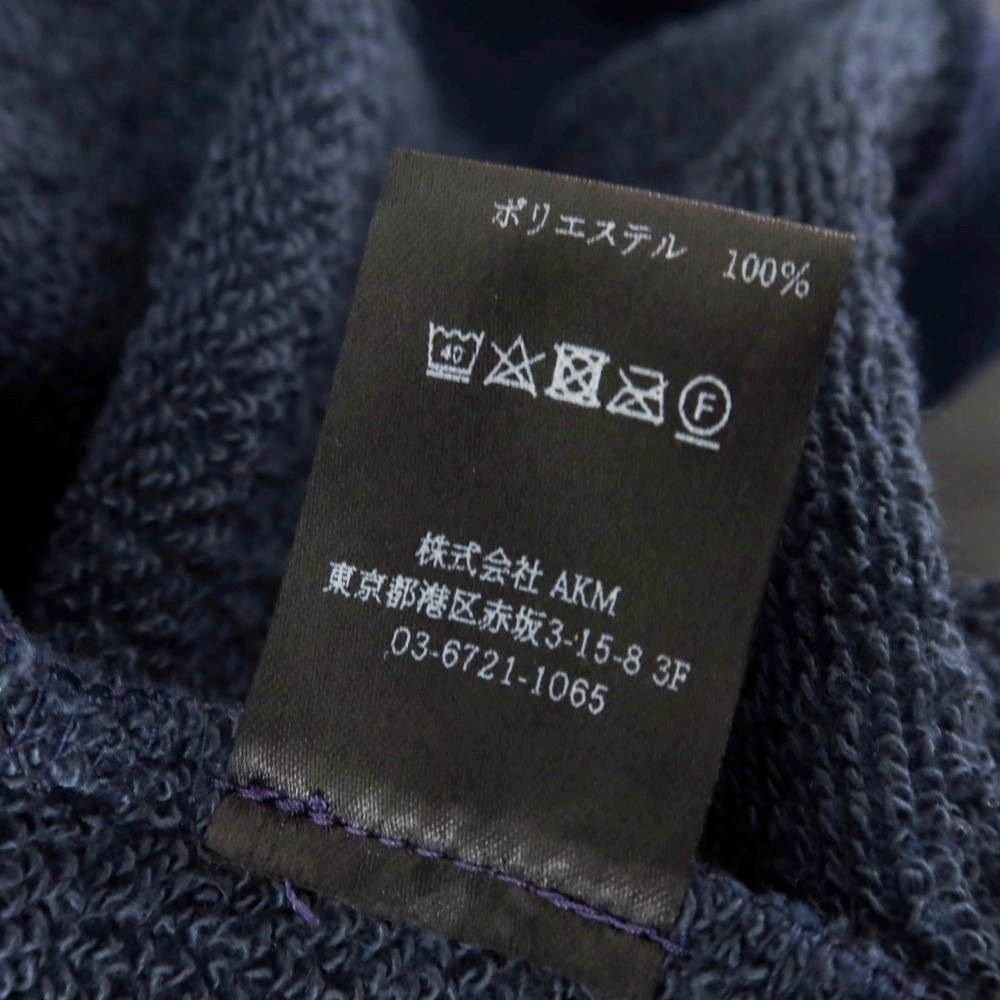 ポリエステル 100%
40 F
株式会社 AKM
東京都港区赤坂3-15-8 3F
03-6721-1065